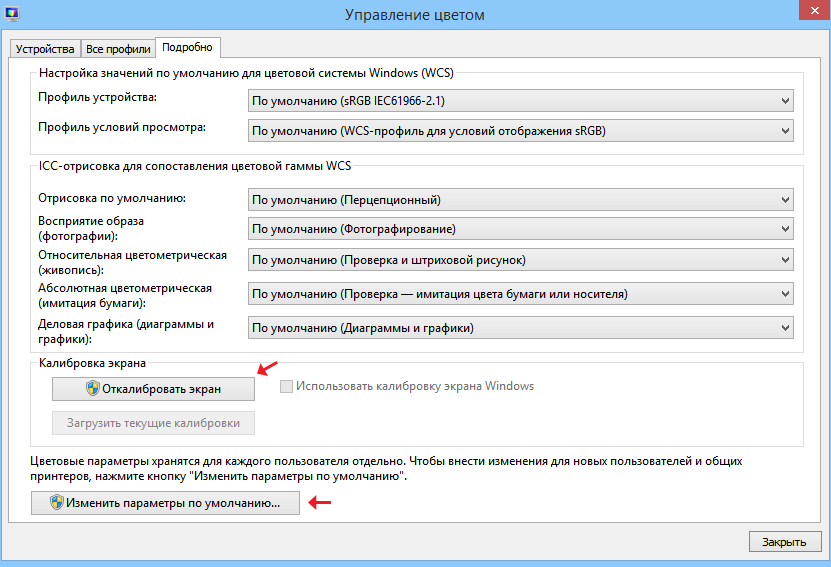 Управление цветом
Устройства
Все профили
Подробно
Настройка значений по умолчанию для цветовой системы Windows (WCS)
Профиль устройства:
По умолчанию (sRGB IEC61966-2.1)
Профиль условий просмотра:
По умолчанию (WCS-профиль для условий отображения sRGB)
ICC-отрисовка для сопоставления цветовой гаммы WCS
Отрисовка по умолчанию:
По умолчанию (Перцепционный)
Восприятие образа
(фотографии):
По умолчанию (Фотографирование)
Относительная цветометрическая
(живопись):
По умолчанию (Проверка и штриховой рисунок)
Абсолютная цветометрическая
(имитация бумаги):
По умолчанию (Проверка — имитация цвета бумаги или носителя)
Деловая графика (диаграммы и
графики):
По умолчанию (Диаграммы и графики)
Калибровка экрана
Откалибровать экран
Использовать калибровку экрана Windows
Загрузить текущие калибровки
Цветовые параметры хранятся для каждого пользователя отдельно. Чтобы внести изменения для новых пользователей и общих
принтеров, нажмите кнопку "Изменить параметры по умолчанию".
Изменить параметры по умолчанию...
Закрыть